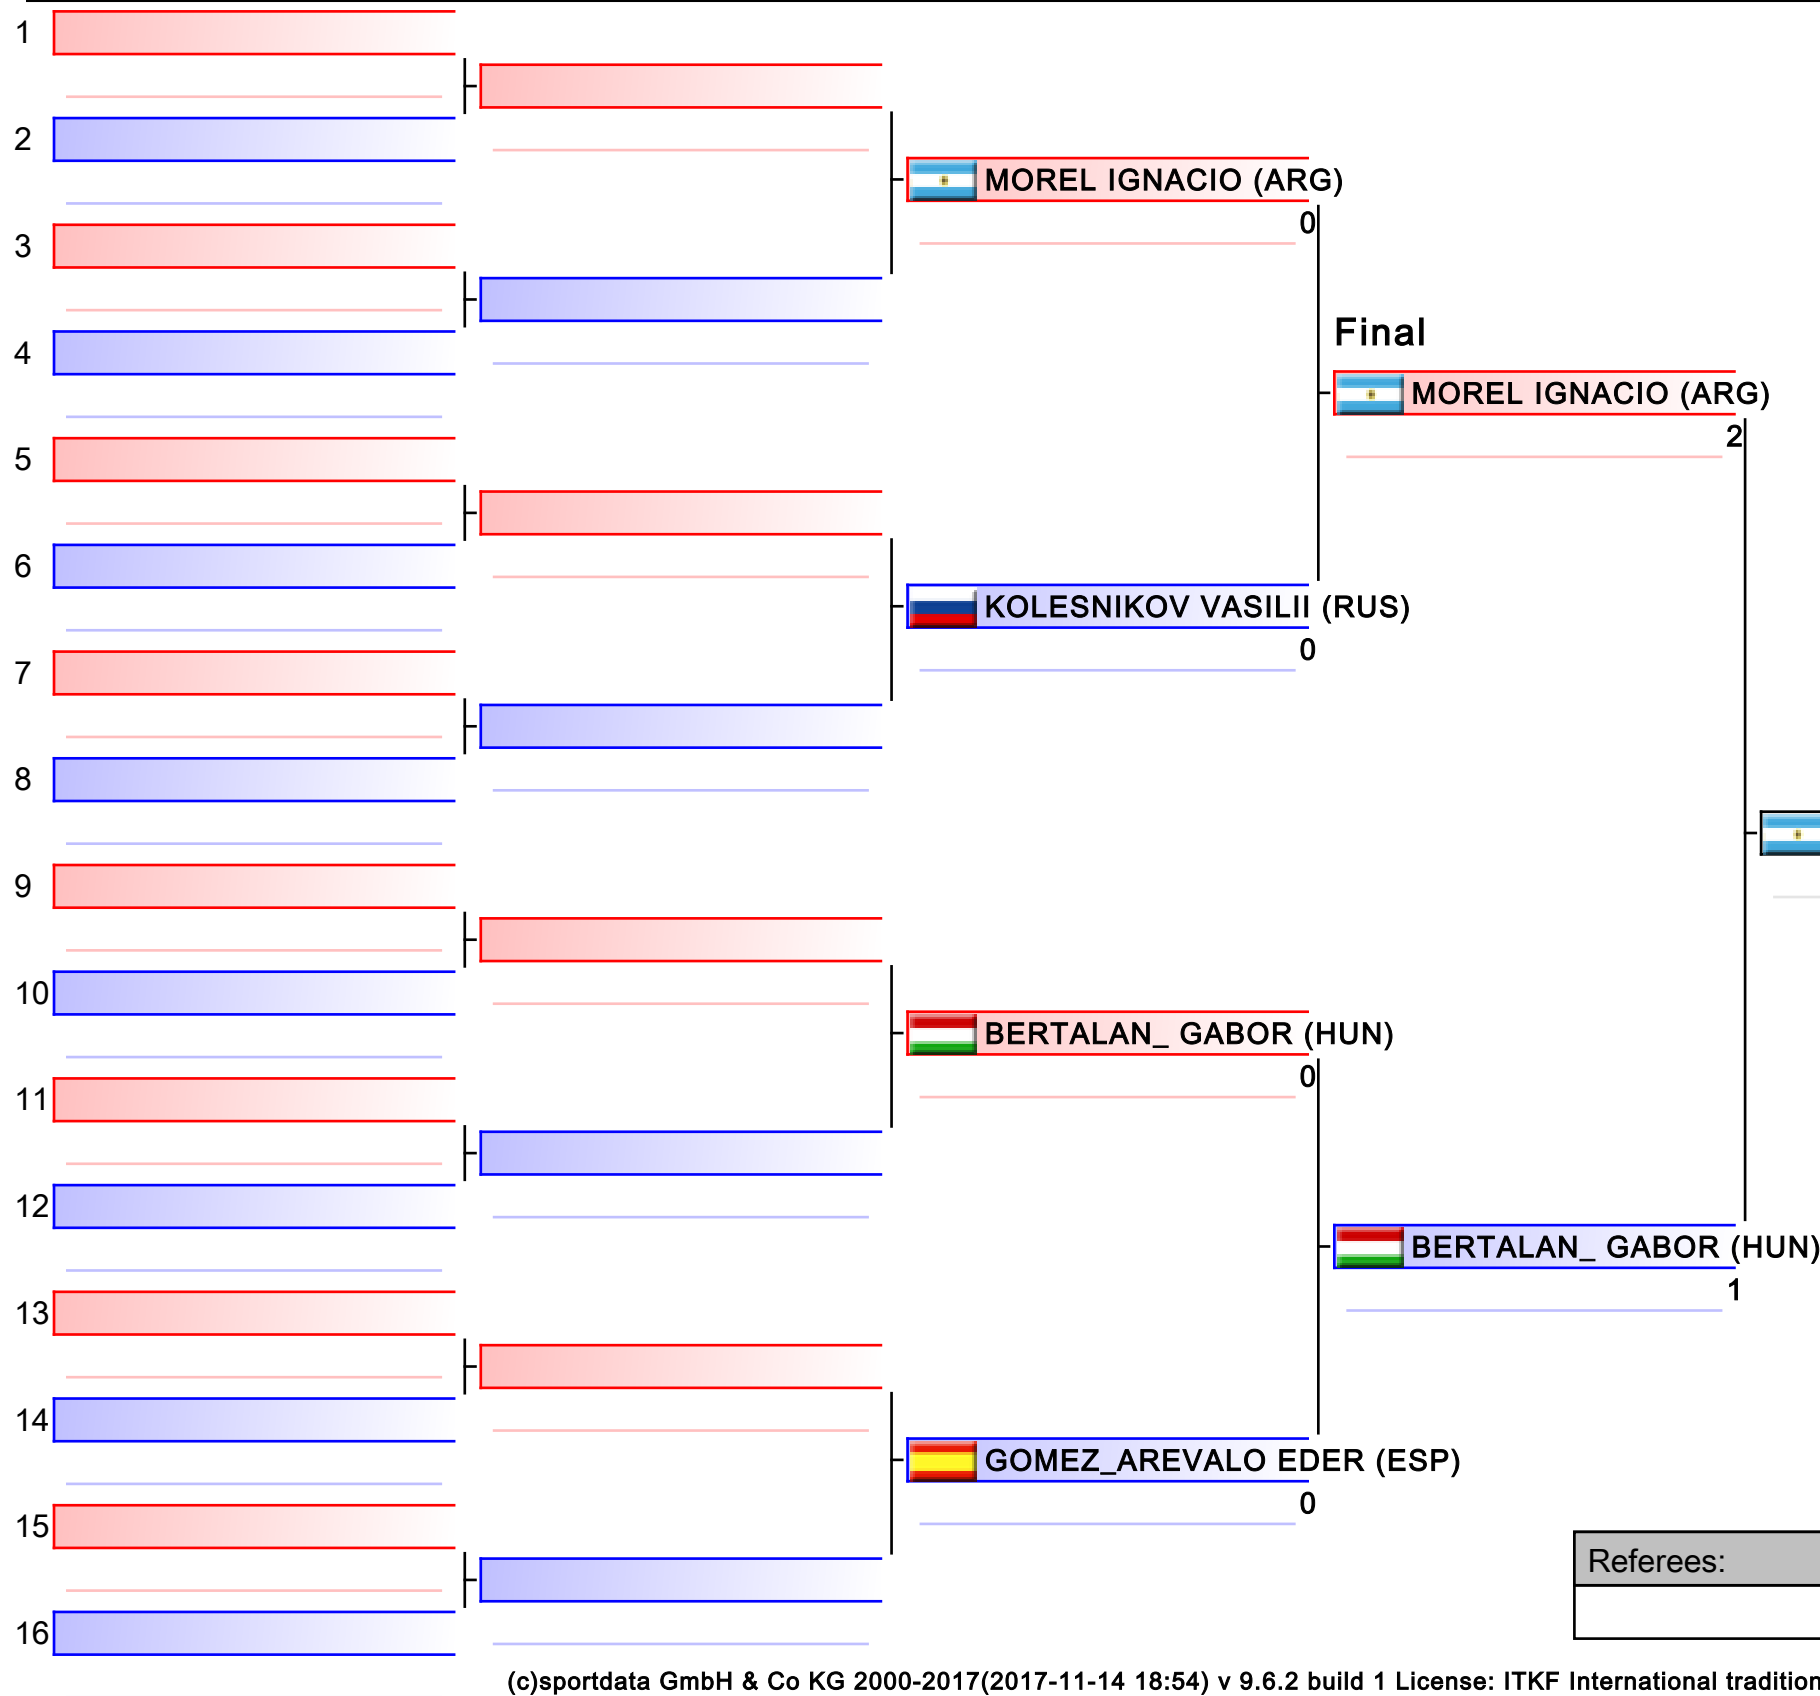 1
2
MOREL IGNACIO (ARG)
0
3
Final
4
MOREL IGNACIO (ARG)
2
5
6
KOLESNIKOV VASILII (RUS)
0
7
8
9
10
BERTALAN_ GABOR (HUN)
0
11
12
BERTALAN_ GABOR (HUN)
1
13
14
GOMEZ_AREVALO EDER (ESP)
0
15
Referees:
16
(c)sportdata GmbH & Co KG 2000-2017(2017-11-14 18:54) v 9.6.2 build 1 License: ITKF International tradition